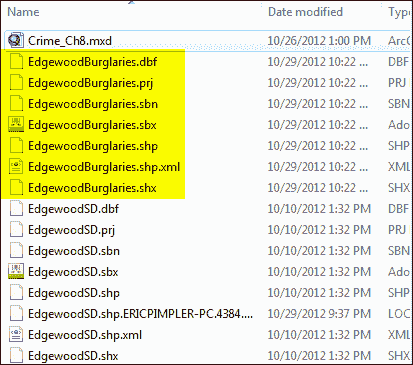 Name Date modified Type
Crime_Ch8.mxd 10/26/2012 1:00 PM ArcG
EdgewoodBurglaries.dbf 10/29/2012 10:22 ... DBF
EdgewoodBurglaries.prj 10/29/2012 10:22 ... PRJ
EdgewoodBurglaries.sbn 10/29/2012 10:22 ... SBN
EdgewoodBurglaries.sbx 10/29/2012 10:22 ... Ado
EdgewoodBurglaries.shp 10/29/2012 10:22 ... SHP
EdgewoodBurglaries.shp.xml 10/29/2012 10:22 ... XML
EdgewoodBurglaries.shx 10/29/2012 10:22 ... SHX
EdgewoodSD.dbf 10/10/2012 1:32 PM DBF
EdgewoodSD.prj 10/10/2012 1:32 PM PRJ
EdgewoodSD.sbn 10/10/2012 1:32 PM SBN
EdgewoodSD.sbx 10/10/2012 1:32 PM Ado
EdgewoodSD.shp 10/10/2012 1:32 PM SHP
EdgewoodSD.shp.ERICPIMPLER-PC.4384.... 10/29/2012 9:37 PM LOC
EdgewoodSD.shp.xml 10/10/2012 1:32 PM XML
EdgewoodSD.shx 10/10/2012 1:32 PM SHX